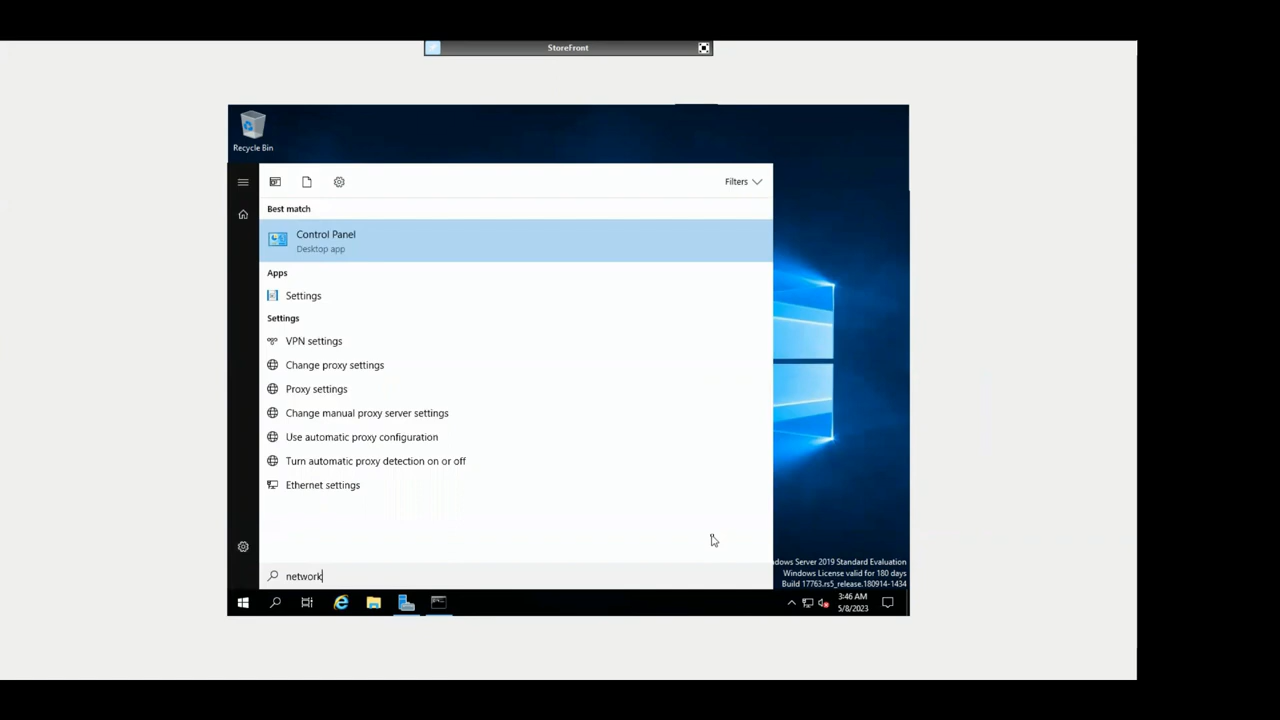 StoreFront
Recycle Bin
Filters
Best match
Control Panel
Desktop app
Apps
Settings
Settings
VPN settings
Change proxy settings
Proxy settings
Change manual proxy server settings
Use automatic proxy configuration
Turn automatic proxy detection on or off
Ethernet settings
network
dows Server 2019 Standard Evaluation
Windows License valid for 180 days
Build 17763.rs5_release.180914-1434
3:46 AM
5/8/2023